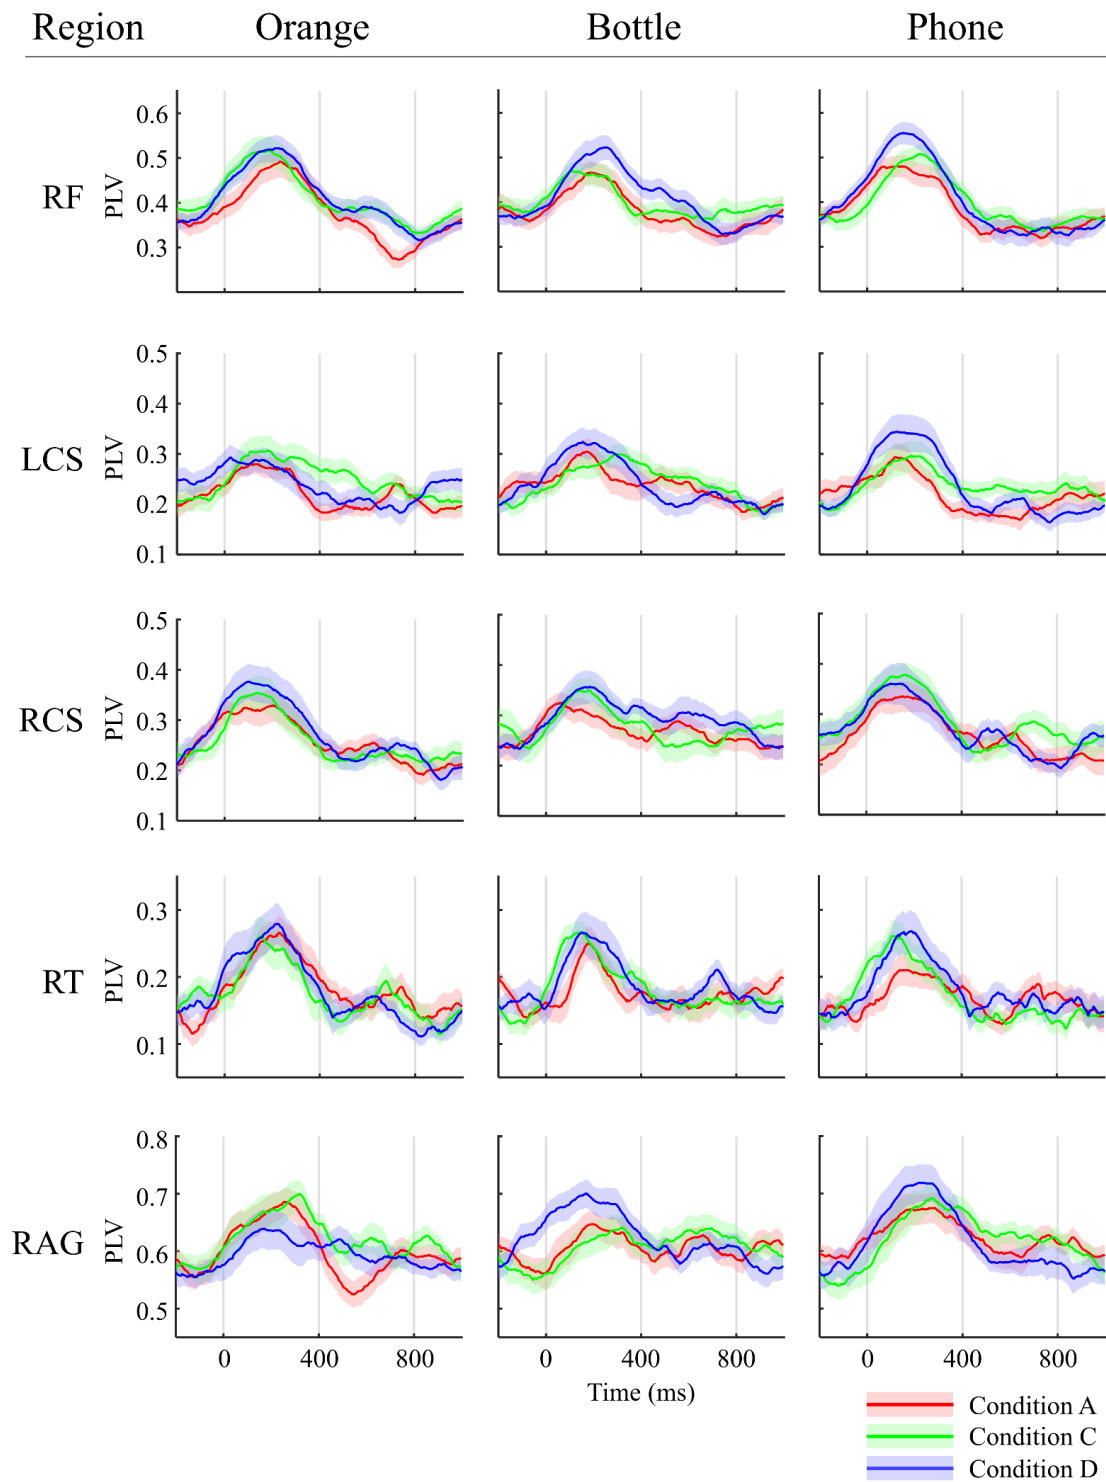 Region Orange Bottle Phone
0.6
0.5
0.4
0.3
RF PLV
0.5
0.4
0.3
0.2
0.1
LCS PLV
0.5
0.4
0.3
0.2
0.1
RCS PLV
0.3
0.2
0.1
RT PLV
0.8
0.7
0.6
0.5
RAG PLV
0 400 800 0 400 800 0 400 800
Time (ms)
Condition A
Condition C
Condition D